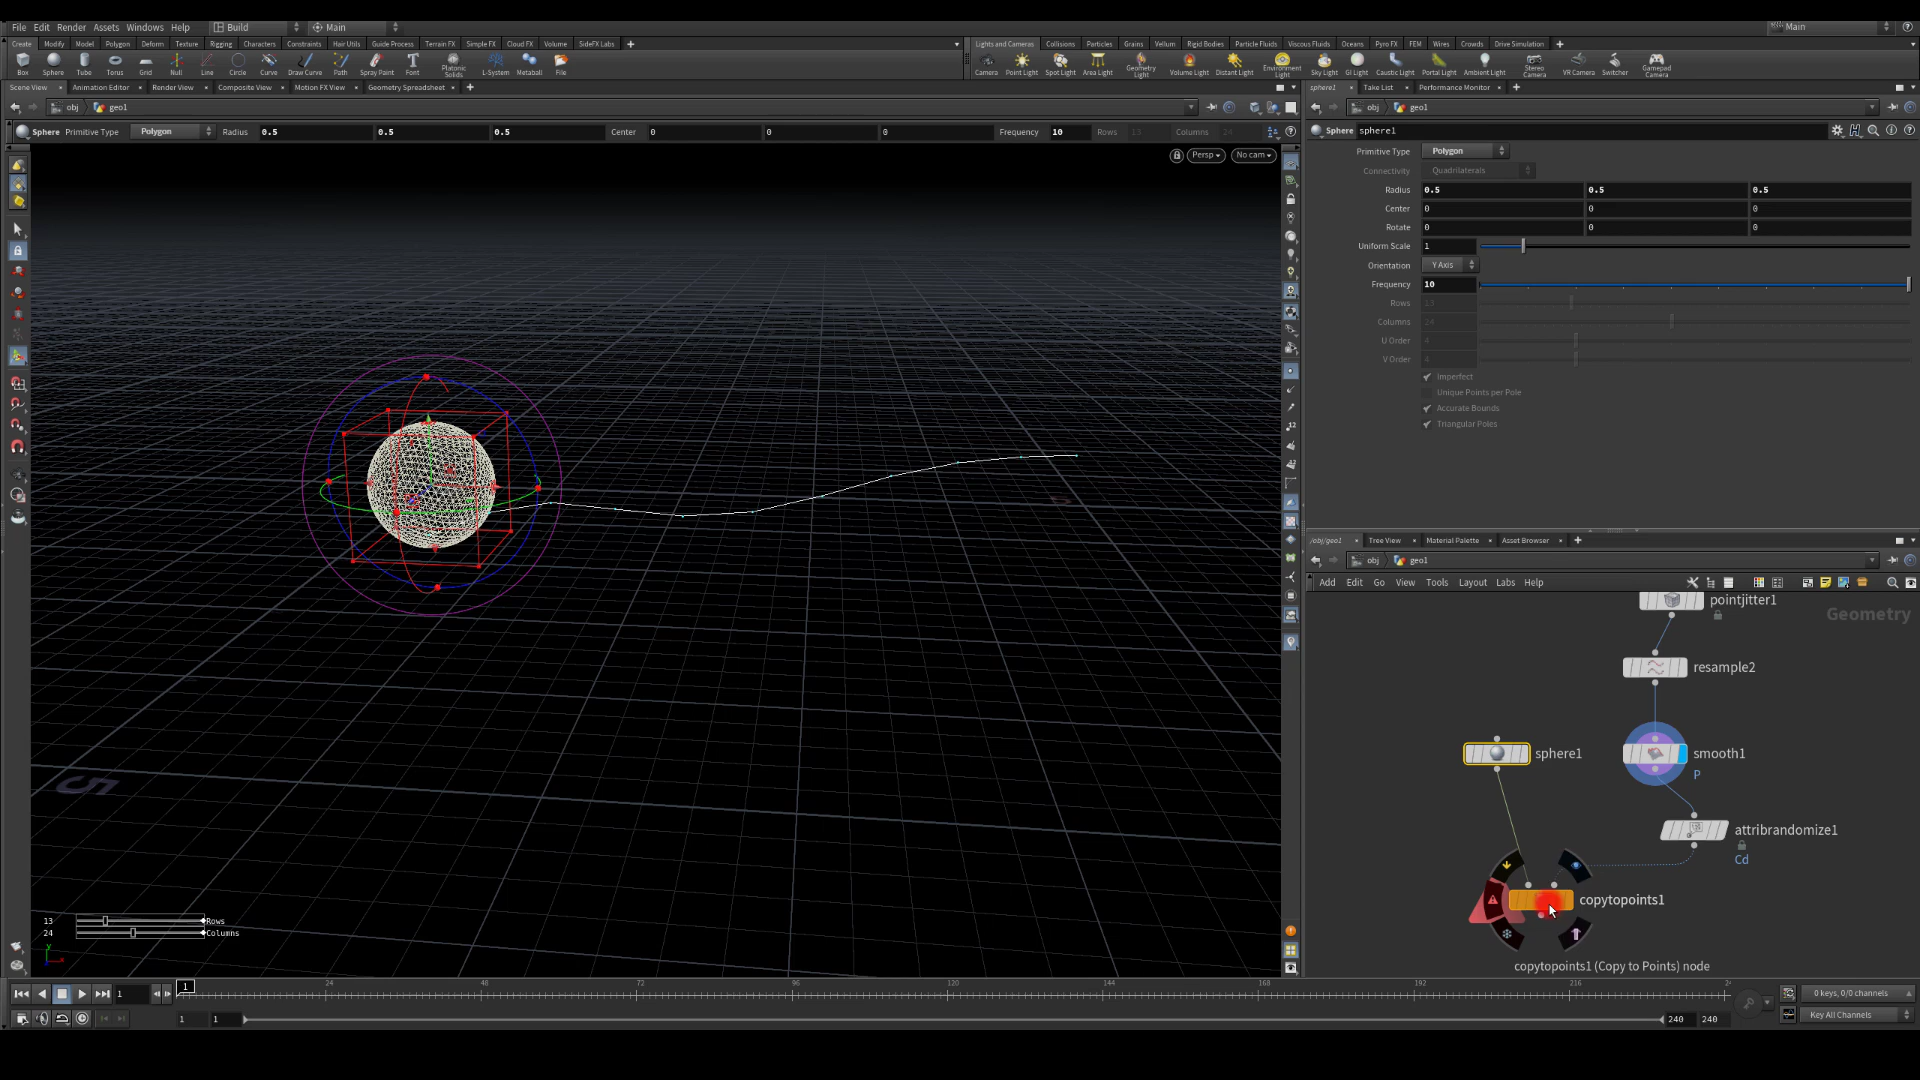 File Edit Render Assets Windows Help Build Main Main
Create Modify Model Polygon Deform Texture Rigging Characters Constraints Hair Utils Guide Process Terrain FX Simple FX Cloud FX Volume SideFX Labs Lights and Cameras Collisions Particles Grains Vellum Rigid Bodies Particle Fluids Viscous Fluids Oceans Pyro FX FEM Wires Crowds Drive Simulation
Box Sphere Tube Torus Grid Null Line Circle Curve Draw Curve Path Spray Paint Font Platonic Solids L-System Metaball File Camera Point Light Spot Light Area Light Geometry Light Volume Light Distant Light Environment Light Sky Light GI Light Caustic Light Portal Light Ambient Light Stereo Camera VR Camera Switcher Gamepad Camera
Scene View Animation Editor Render View Composite View Motion FX View Geometry Spreadsheet sphere1 Take List Performance Monitor
obj geo1 obj geo1
Sphere Primitive Type Polygon Radius 0.5 0.5 0.5 Center 0 0 0 Frequency 10 Rows 13 Columns 24
Sphere sphere1
Persp No cam
Primitive Type Polygon
Connectivity Quadrilaterals
Radius 0.5 0.5 0.5
Center 0 0 0
Rotate 0 0 0
Uniform Scale 1
Orientation Y Axis
Frequency 10
Rows 13
Columns 24
U Order 4
V Order 4
Imperfect
Unique Points per Pole
Accurate Bounds
Triangular Poles
/obj/geo1 Tree View Material Palette Asset Browser
obj geo1
Add Edit Go View Tools Layout Labs Help
pointjitter1
Geometry
resample2
sphere1
smooth1
P
attribrandomize1
Cd
copytopoints1
copytopoints1 (Copy to Points) node
5
13 Rows
24 Columns
y
1 1 24 48 72 96 120 144 168 192 216
0 keys, 0/0 channels
1 1 240 240
Key All Channels